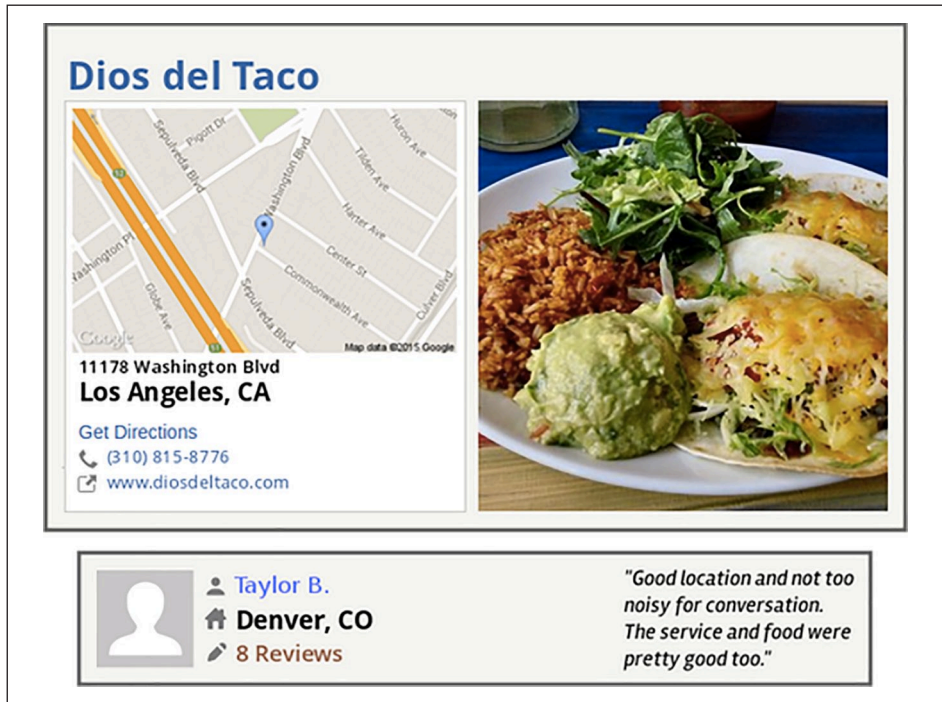 Dios del Taco
Pigott Dr
Sepulveda Blvd
Huron Ave
Washington Blvd
Tilden Ave
Harter Ave
Washington Pl
Center St
Globe Ave
Commonwealth Ave
Culver Blvd
Sepulveda Blvd
Google
Map data ©2015 Google
11178 Washington Blvd
Los Angeles, CA
Get Directions
(310) 815-8776
www.diosdeltaco.com
Taylor B.
Denver, CO
8 Reviews
"Good location and not too
noisy for conversation.
The service and food were
pretty good too."